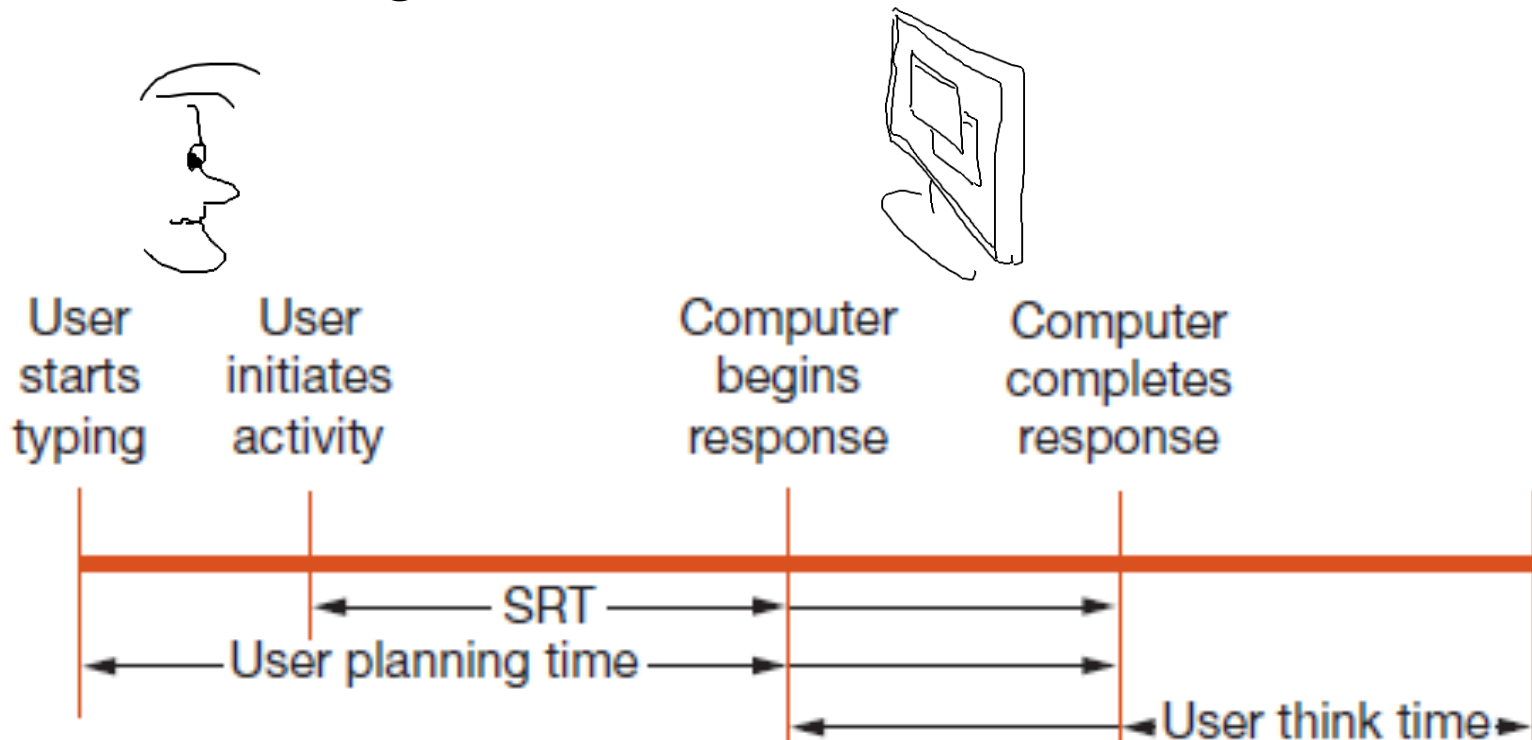 User
starts
typing
User
initiates
activity
Computer
begins
response
Computer
completes
response
SRT
User planning time
User think time